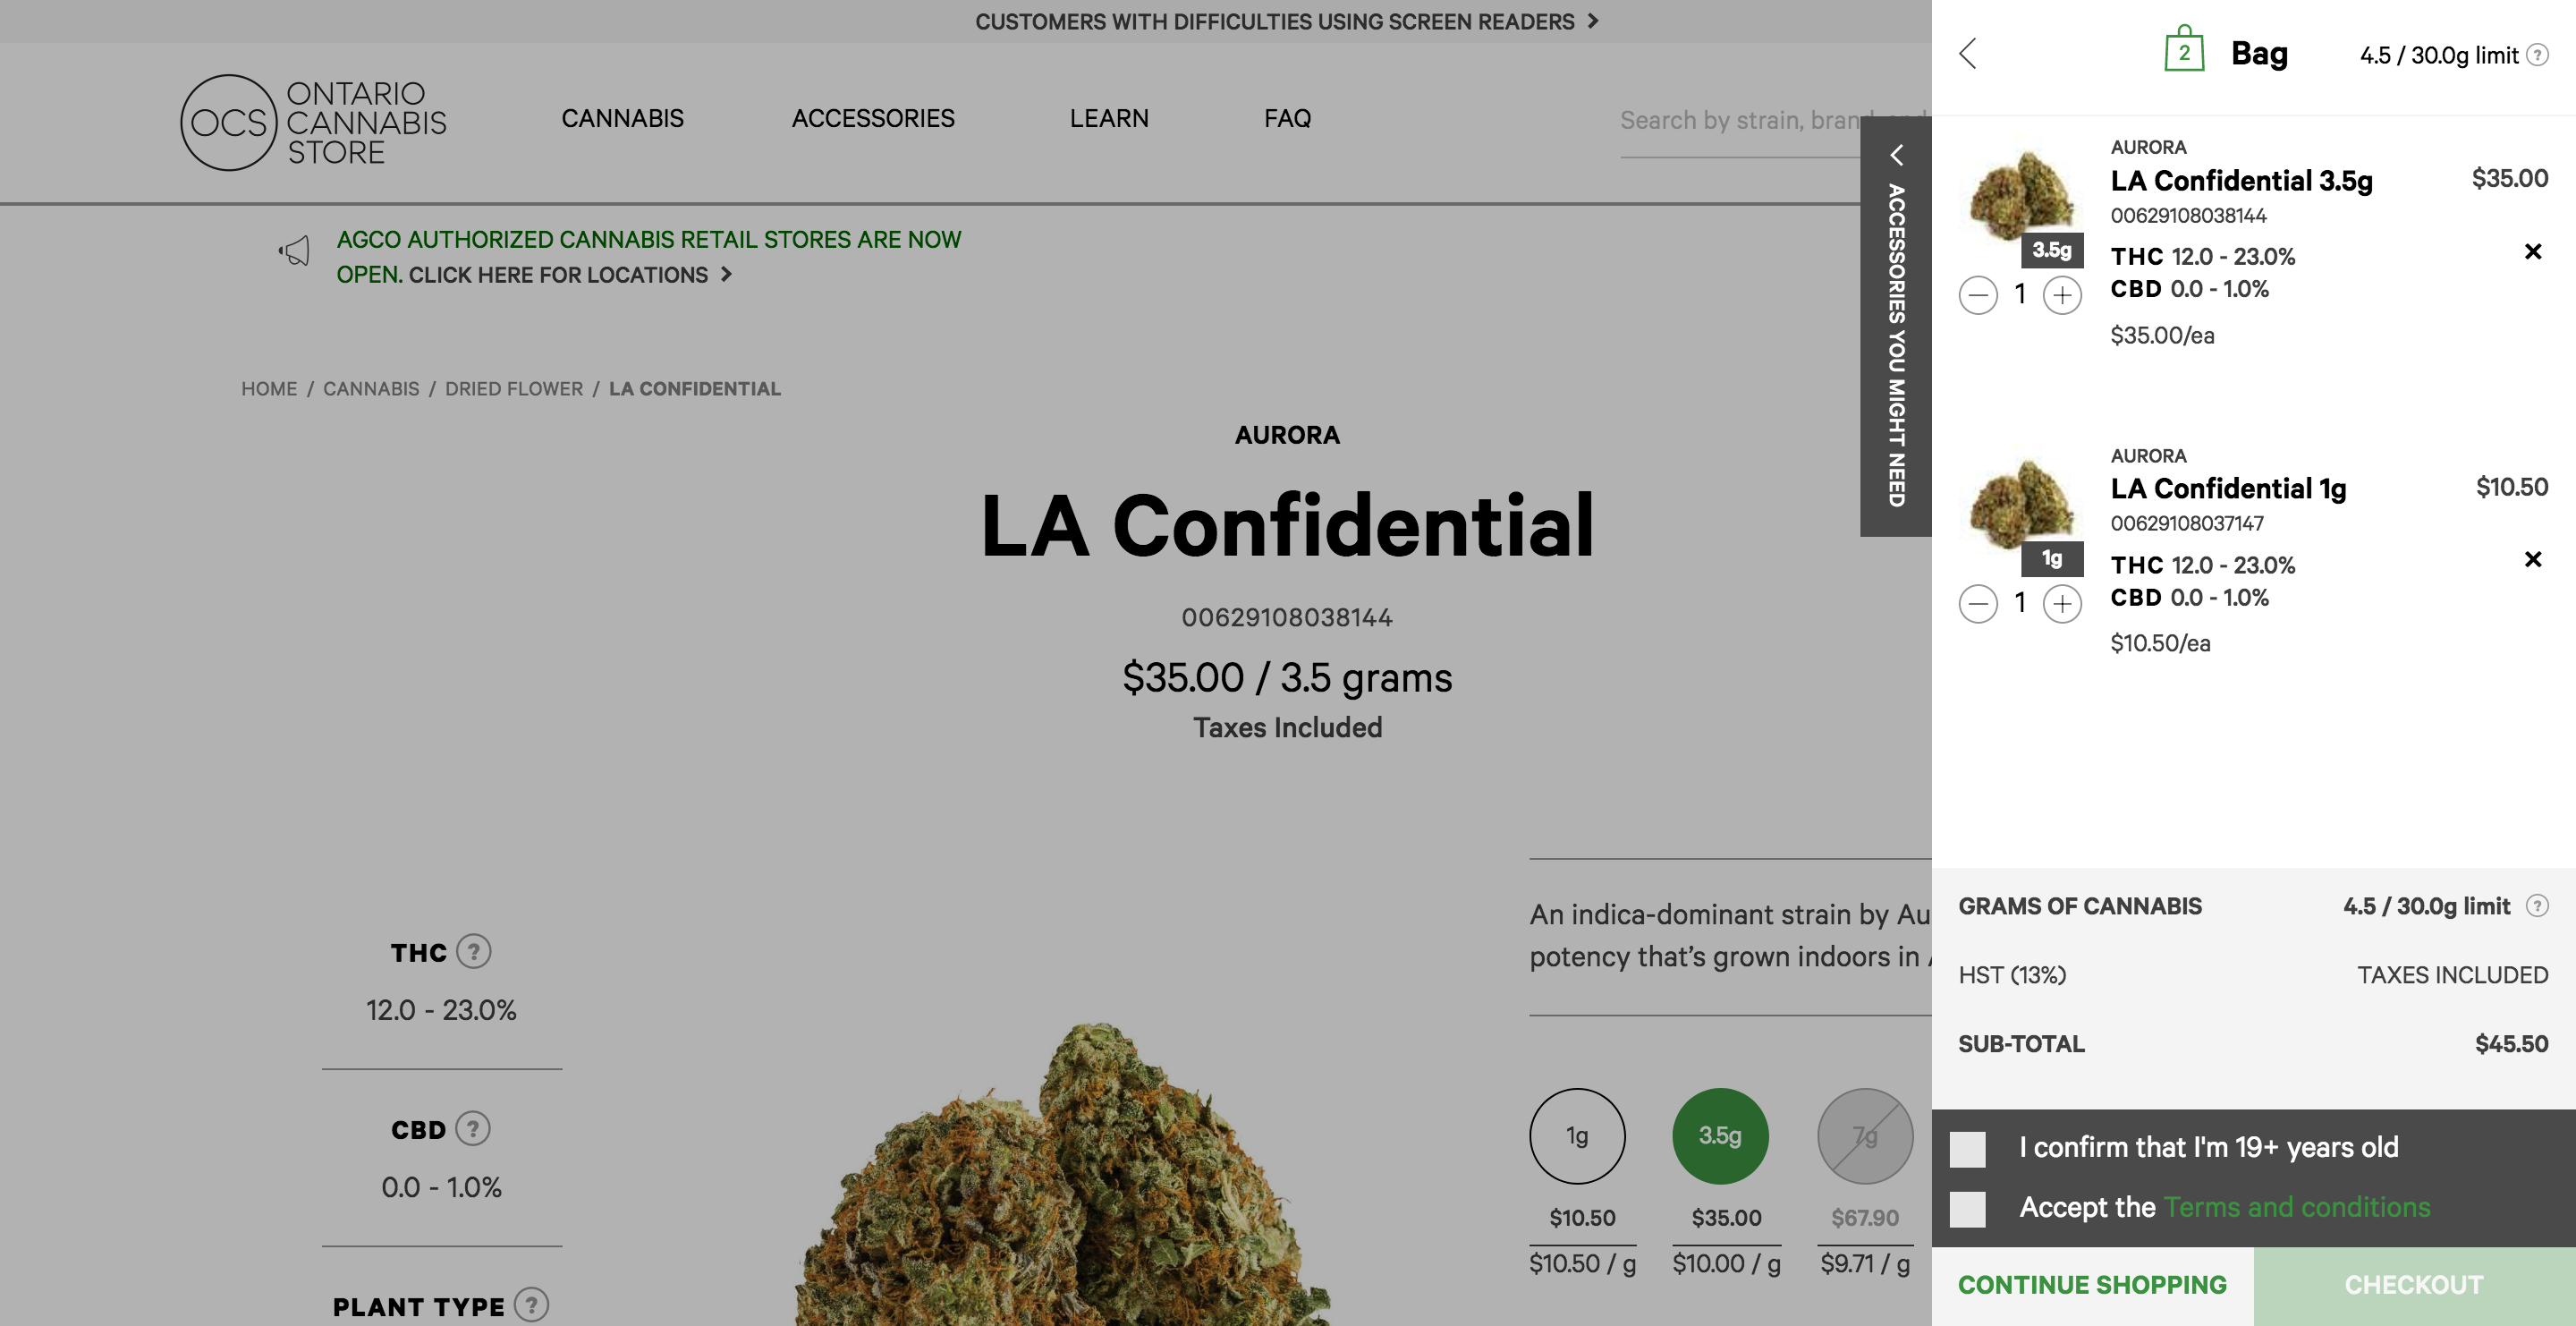 CUSTOMERS WITH DIFFICULTIES USING SCREEN READERS
OCS
ONTARIO
CANNABIS
STORE
CANNABIS
ACCESSORIES
LEARN
FAQ
Search by strain, brand, and
AGCO AUTHORIZED CANNABIS RETAIL STORES ARE NOW
OPEN. CLICK HERE FOR LOCATIONS
HOME / CANNABIS / DRIED FLOWER / LA CONFIDENTIAL
AURORA
LA Confidential
00629108038144
$35.00 / 3.5 grams
Taxes Included
THC ?
12.0 - 23.0%
CBD ?
0.0 - 1.0%
PLANT TYPE ?
An indica-dominant strain by Au
potency that's grown indoors in
1g
3.5g
7g
$10.50
$35.00
$67.90
$10.50 / g
$10.00 / g
$9.71 / g
ACCESSORIES YOU MIGHT NEED
2
Bag
4.5 / 30.0g limit ?
AURORA
LA Confidential 3.5g
$35.00
00629108038144
3.5g
THC 12.0 - 23.0%
1
CBD 0.0 - 1.0%
$35.00/ea
AURORA
LA Confidential 1g
$10.50
00629108037147
1g
THC 12.0 - 23.0%
1
CBD 0.0 - 1.0%
$10.50/ea
GRAMS OF CANNABIS
4.5 / 30.0g limit ?
HST (13%)
TAXES INCLUDED
SUB-TOTAL
$45.50
I confirm that I'm 19+ years old
Accept the Terms and conditions
CONTINUE SHOPPING
CHECKOUT